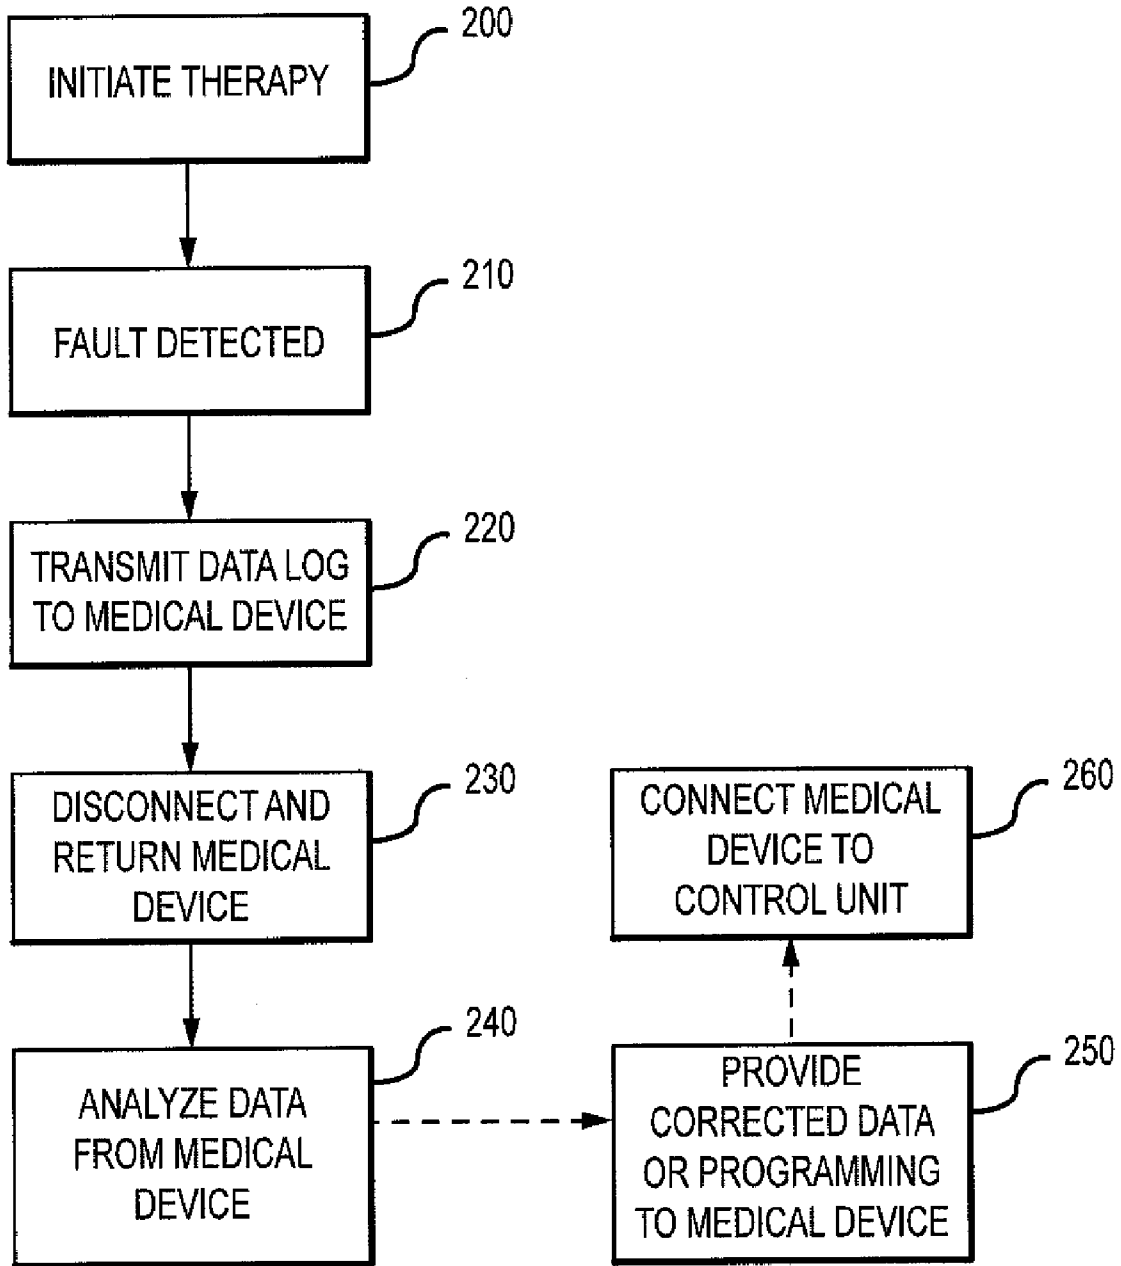 200
INITIATE THERAPY
210
FAULT DETECTED
220
TRANSMIT DATA LOG
TO MEDICAL DEVICE
230
DISCONNECT AND
RETURN MEDICAL
DEVICE
240
ANALYZE DATA
FROM MEDICAL
DEVICE
260
CONNECT MEDICAL
DEVICE TO
CONTROL UNIT
250
PROVIDE
CORRECTED DATA
OR PROGRAMMING
TO MEDICAL DEVICE